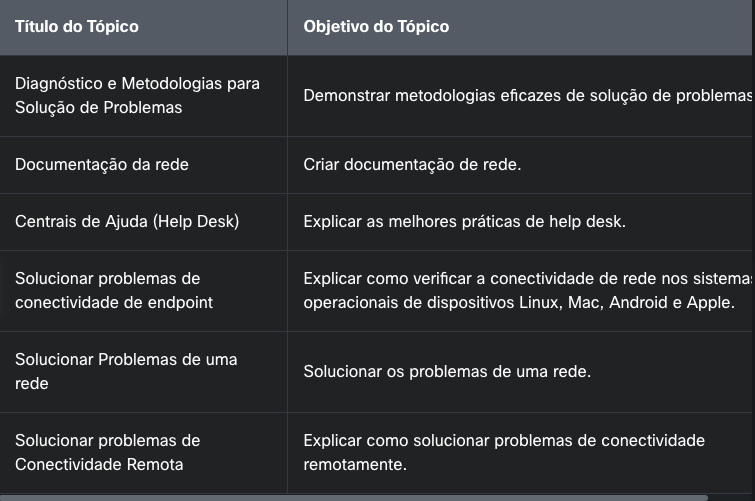 Título do Tópico
Objetivo do Tópico
Diagnóstico e Metodologias para
Solução de Problemas
Demonstrar metodologias eficazes de solução de problemas
Documentação da rede
Criar documentação de rede.
Centrais de Ajuda (Help Desk)
Explicar as melhores práticas de help desk.
Solucionar problemas de
conectividade de endpoint
Explicar como verificar a conectividade de rede nos sistemas
operacionais de dispositivos Linux, Mac, Android e Apple.
Solucionar Problemas de uma
rede
Solucionar os problemas de uma rede.
Solucionar problemas de
Conectividade Remota
Explicar como solucionar problemas de conectividade
remotamente.